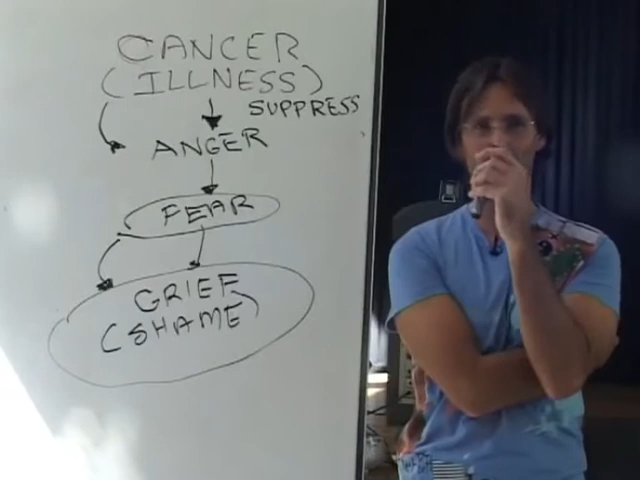 CANCER
(ILLNESS)
SUPPRESS
ANGER
FEAR
GRIEF
(SHAME)